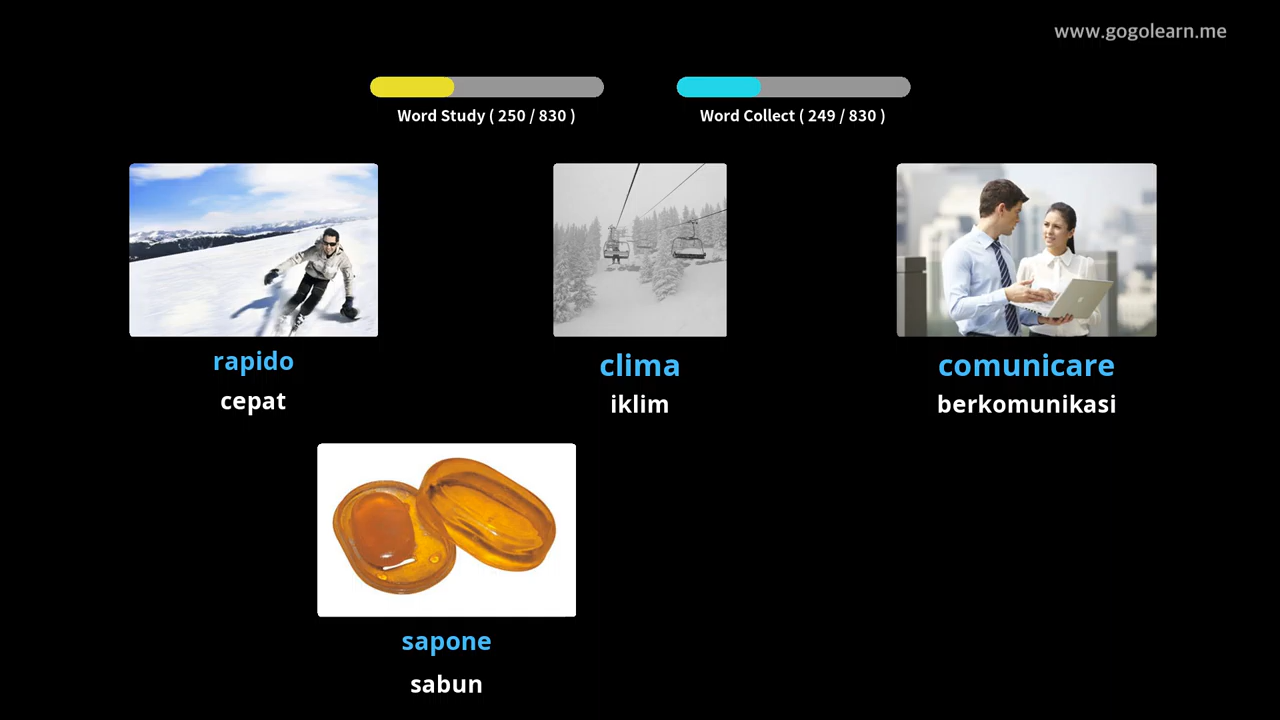 www.gogolearn.me
Word Study ( 250 / 830 )
Word Collect ( 249 / 830 )
rapido
cepat
clima
iklim
comunicare
berkomunikasi
sapone
sabun